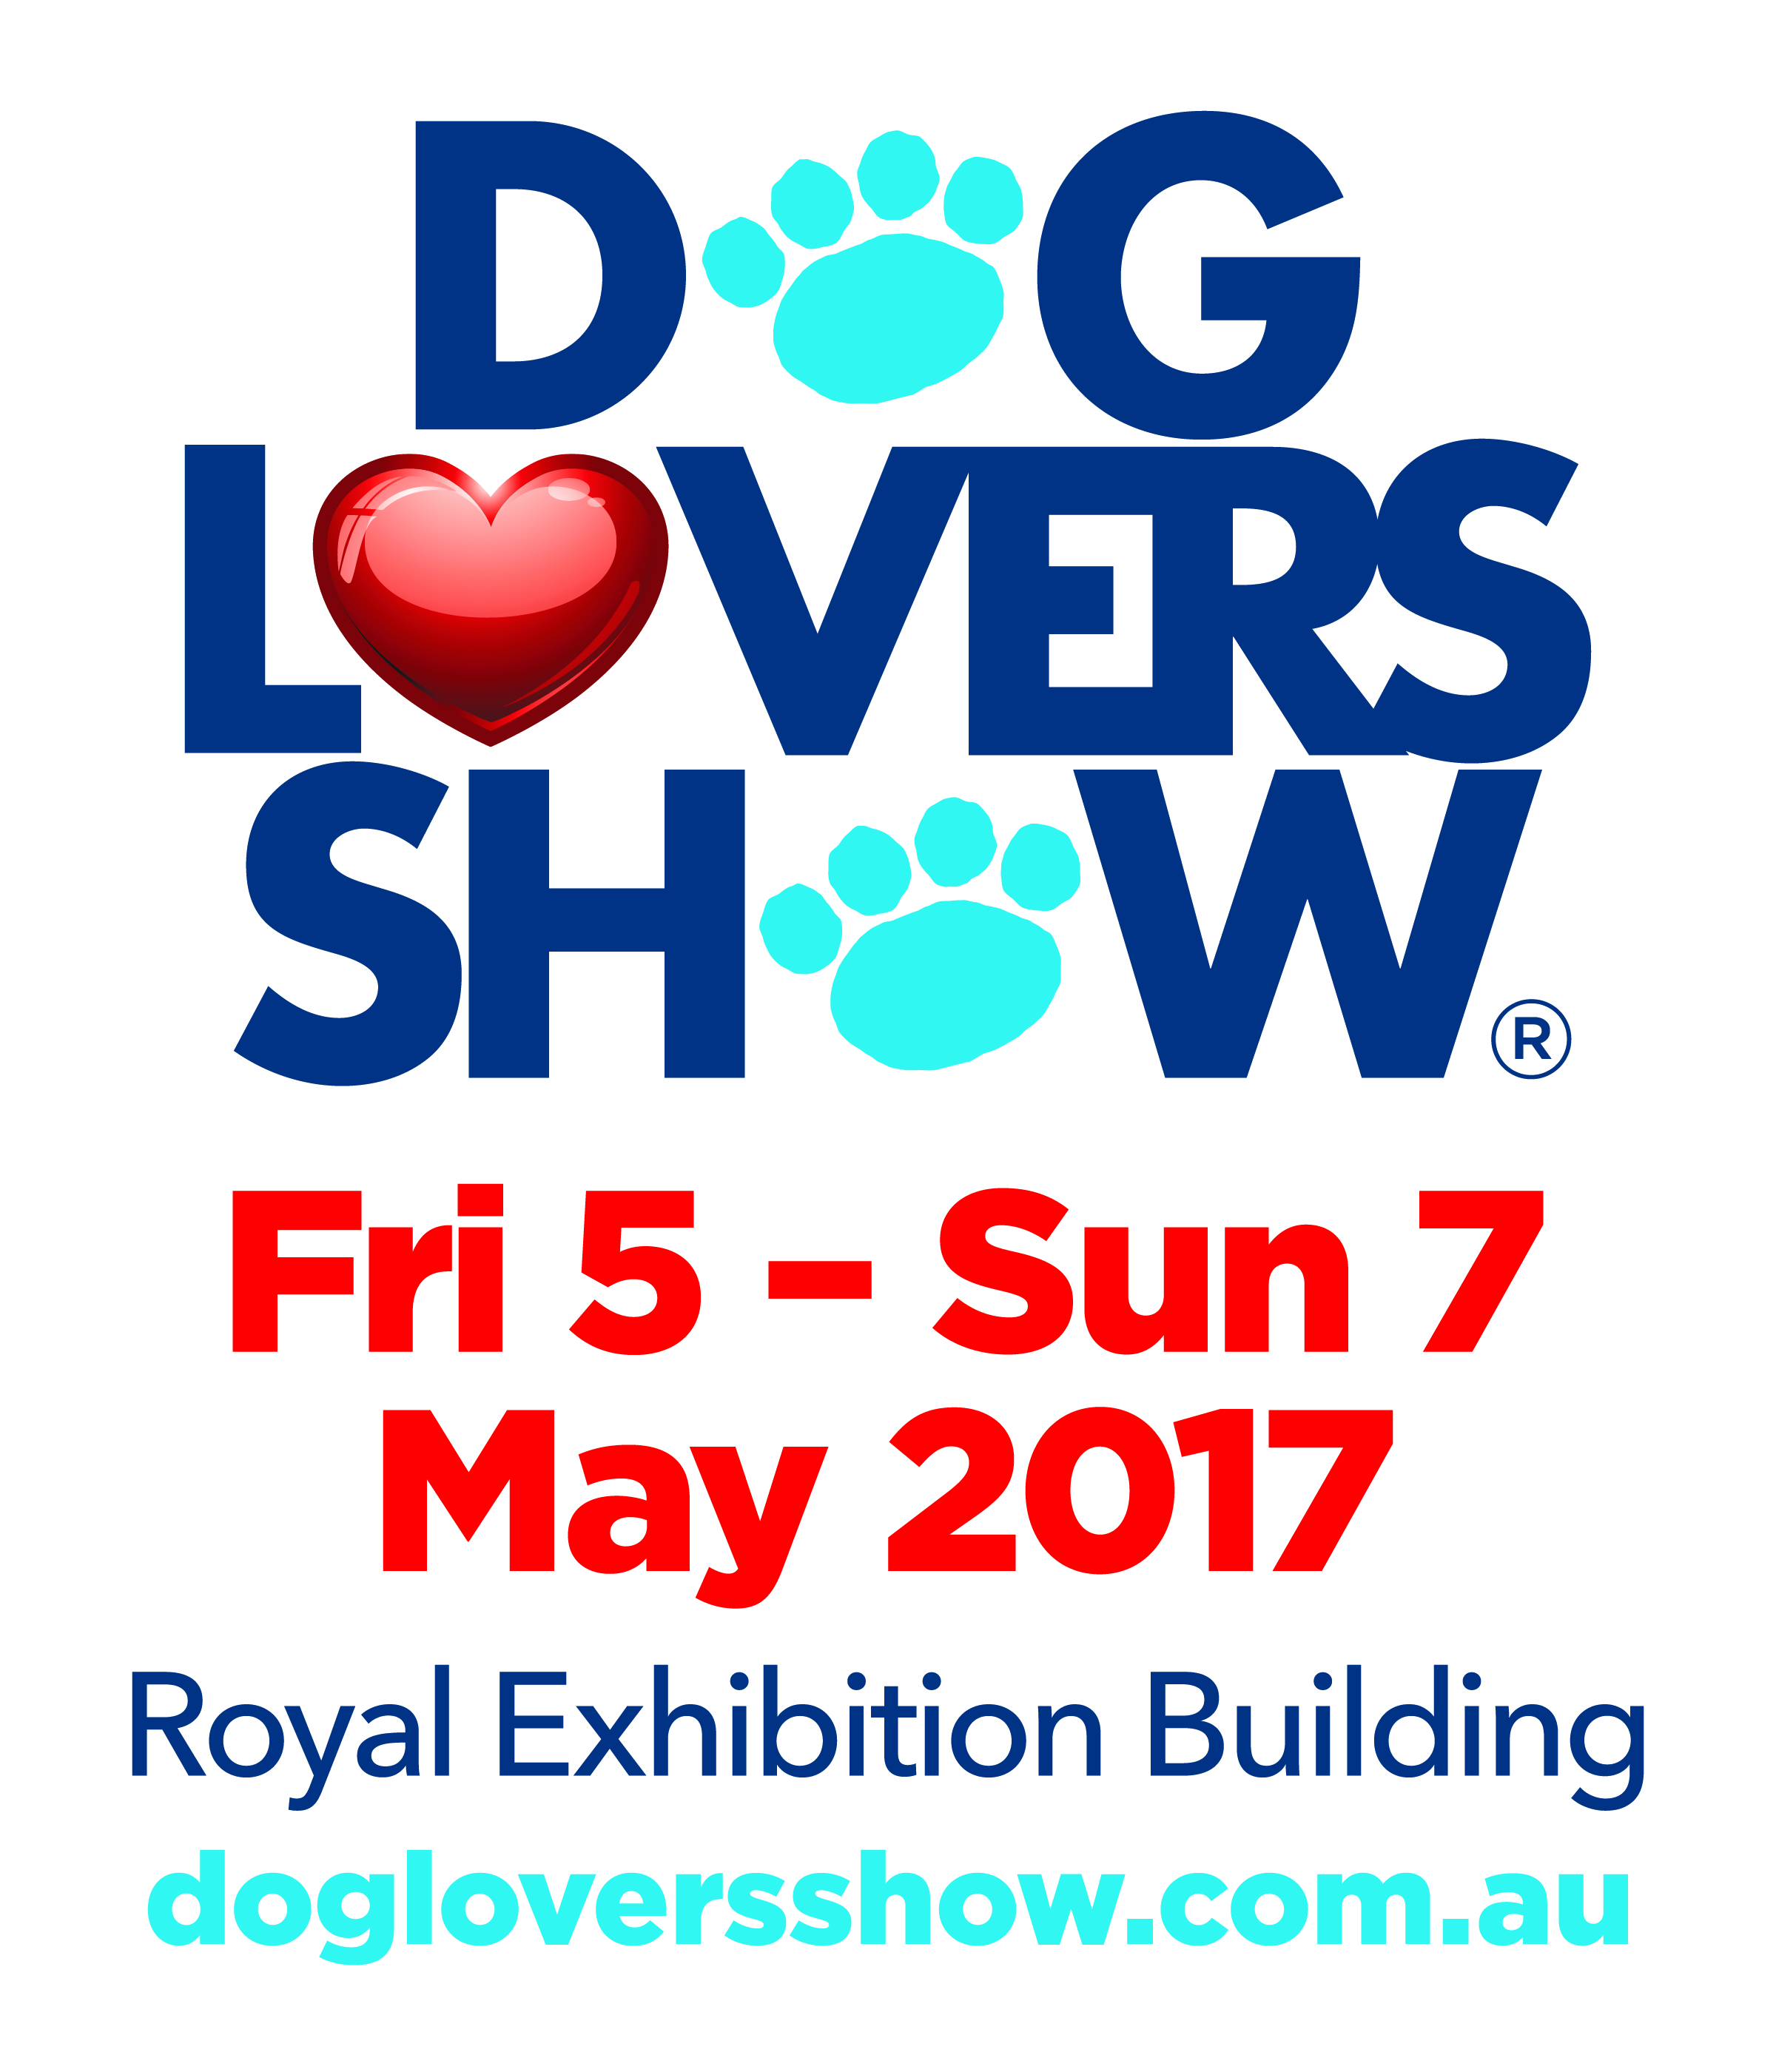 DOG
LOVERS
SHOW®
Fri 5 – Sun 7
May 2017
Royal Exhibition Building
dogloversshow.com.au